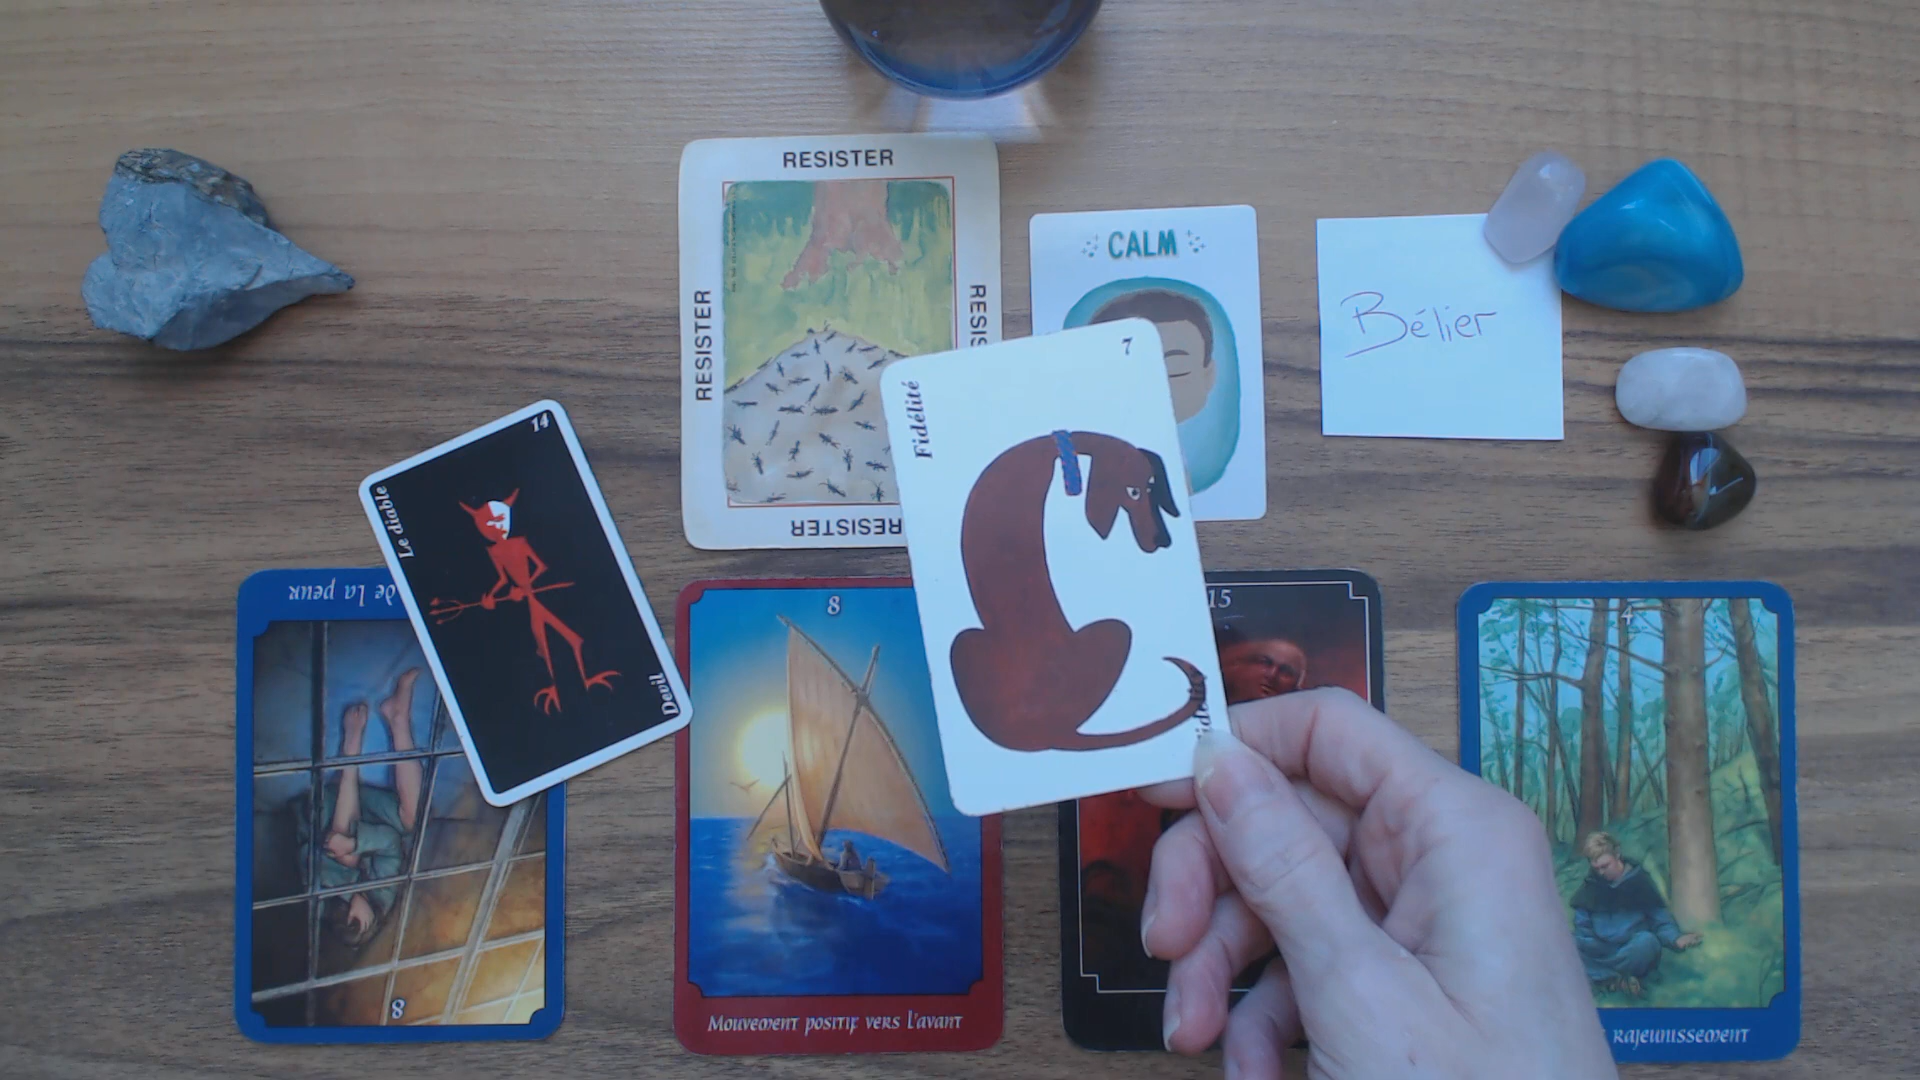 RESISTER
RESISTER
RESIS
RESISTER
CALM
Bélier
7
Fidélité
14
Le diable
Devil
de la peur
8
8
Mouvement positif vers l'avant
15
4
rajeunissement